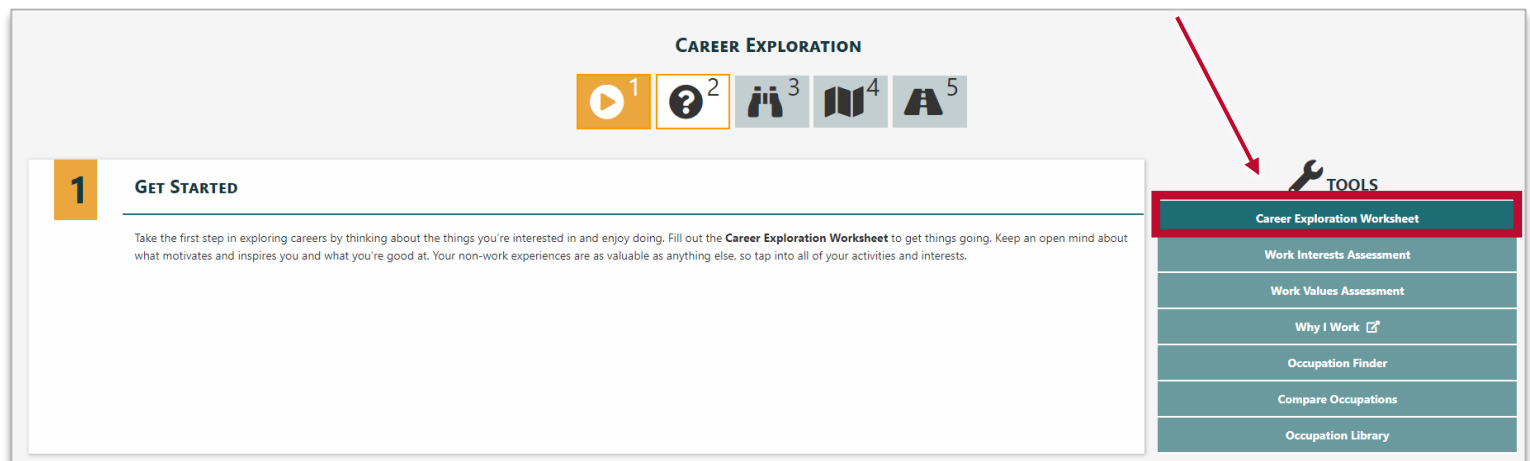 CAREER EXPLORATION
1 2 3 4 5
1
GET STARTED
Take the first step in exploring careers by thinking about the things you're interested in and enjoy doing. Fill out the Career Exploration Worksheet to get things going. Keep an open mind about
what motivates and inspires you and what you're good at. Your non-work experiences are as valuable as anything else, so tap into all of your activities and interests.
TOOLS
Career Exploration Worksheet
Work Interests Assessment
Work Values Assessment
Why I Work
Occupation Finder
Compare Occupations
Occupation Library